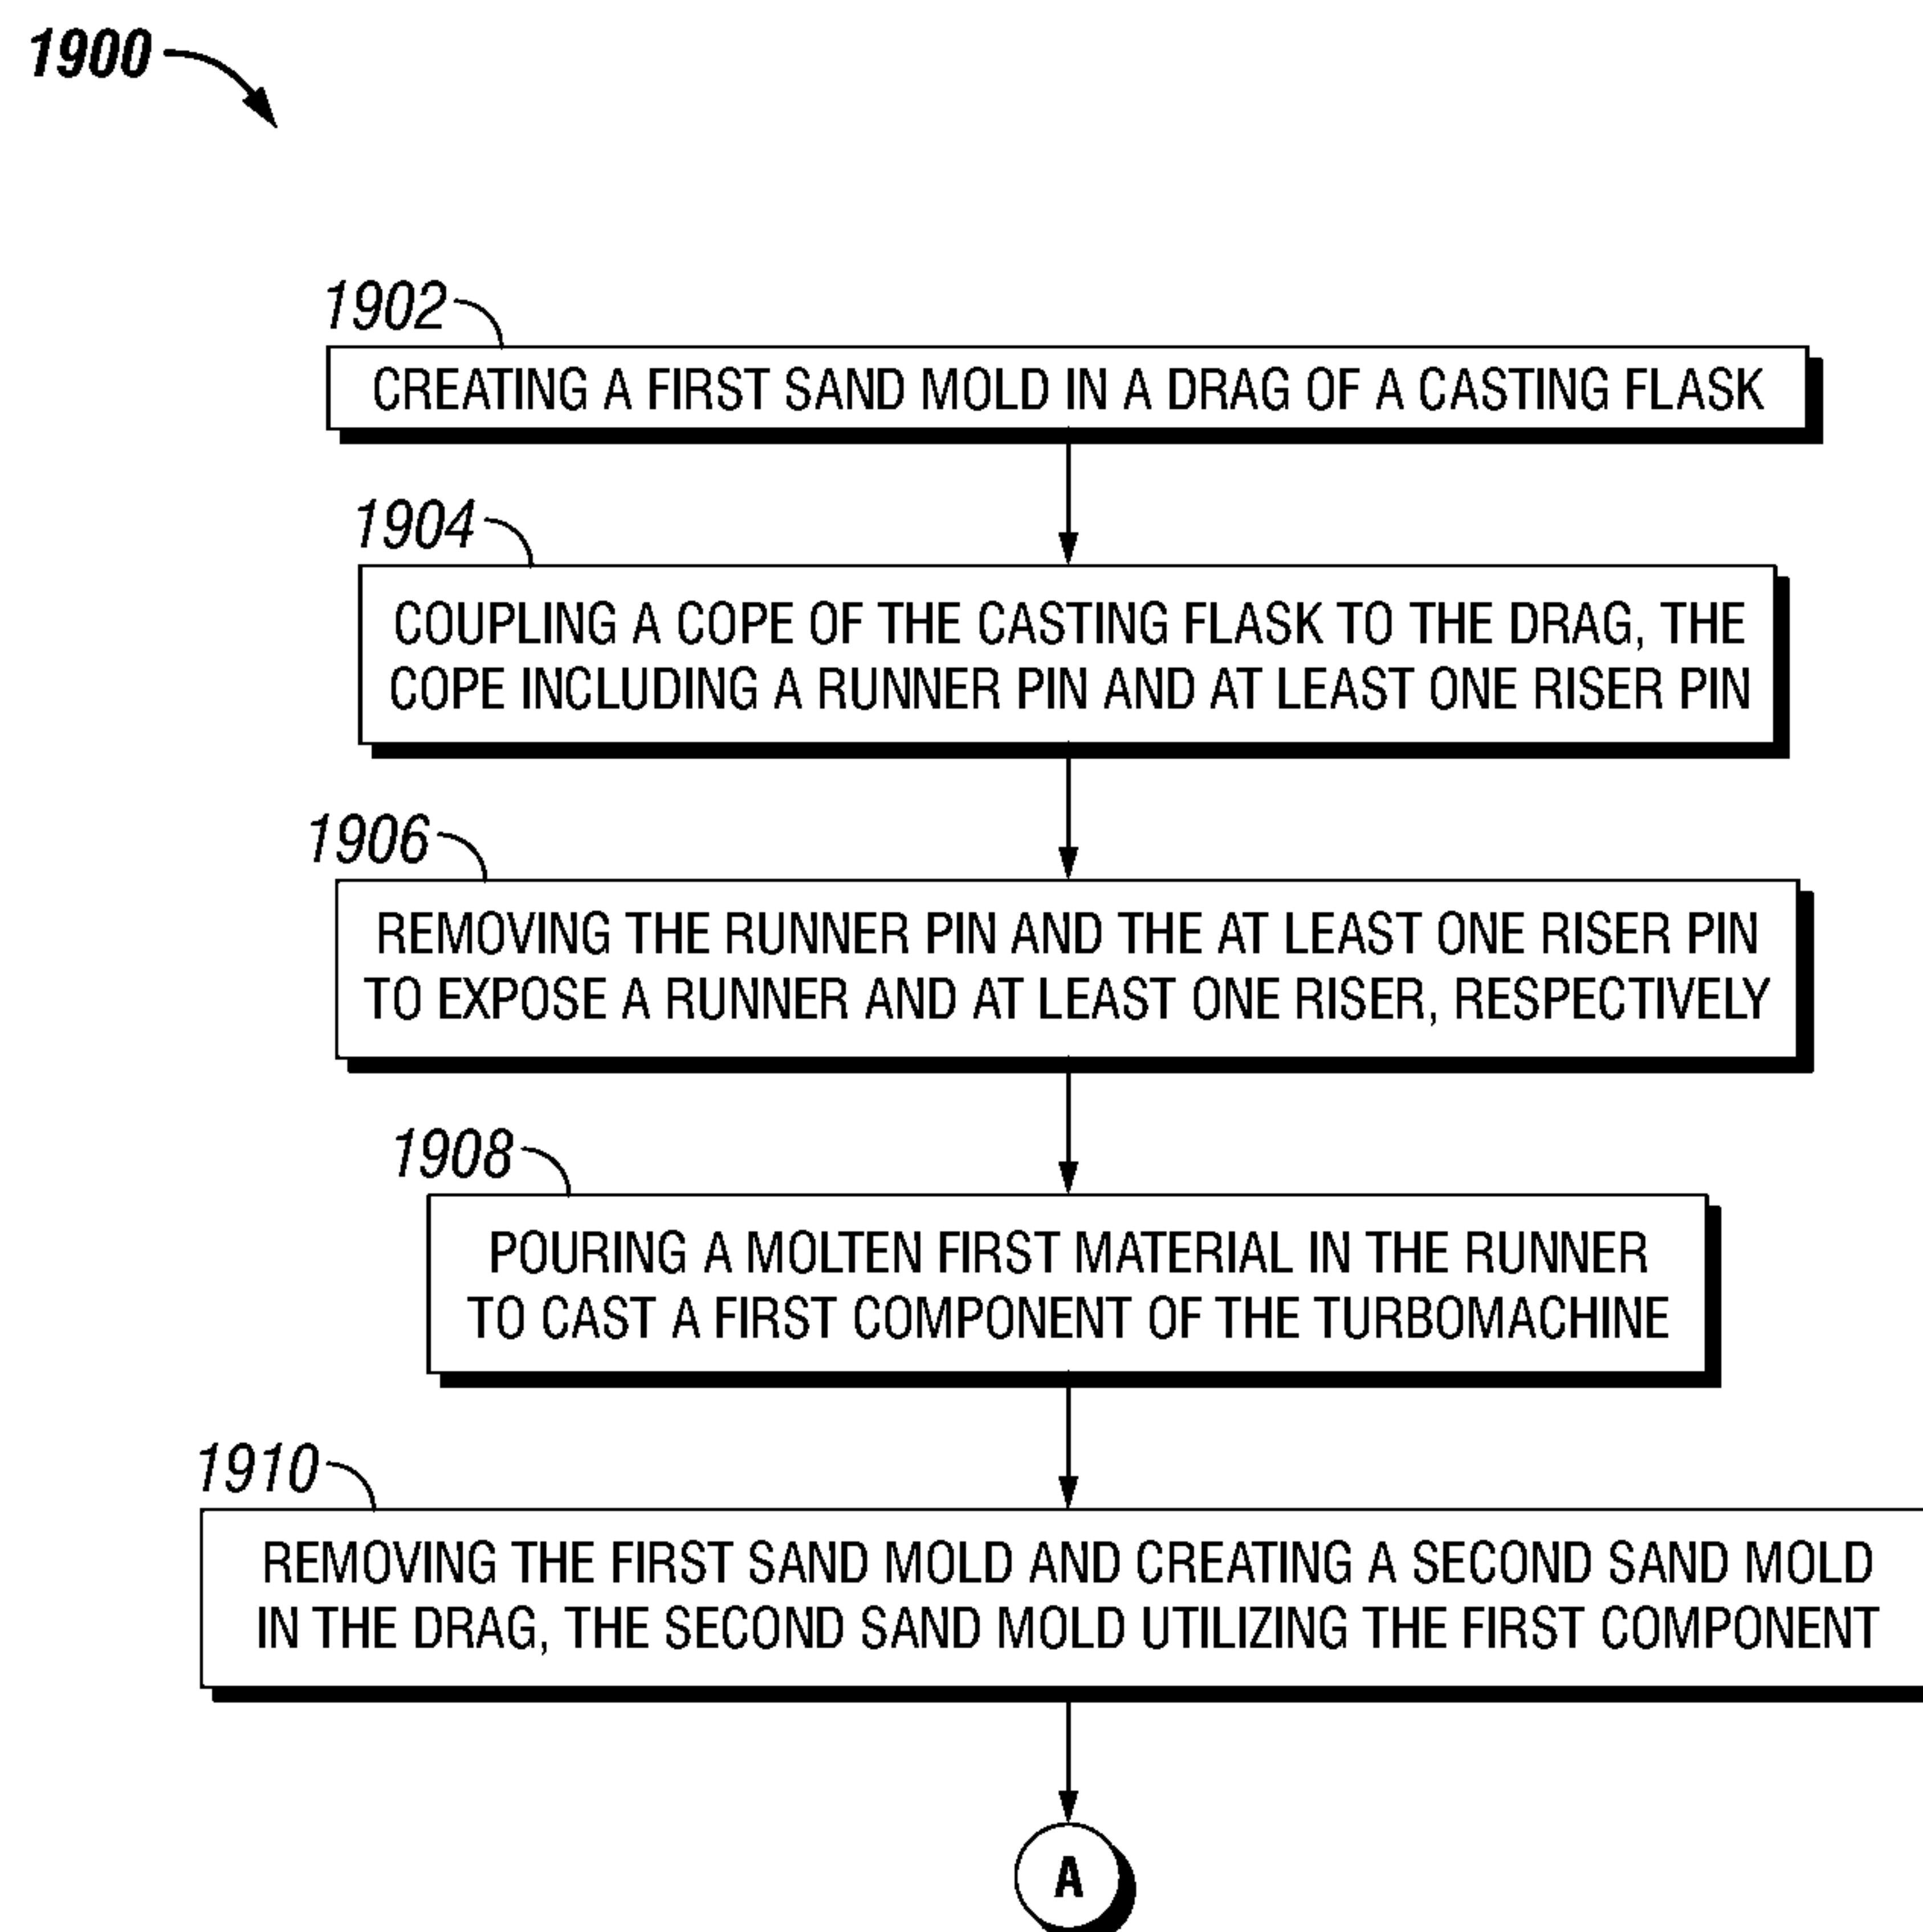 1900
1902
CREATING A FIRST SAND MOLD IN A DRAG OF A CASTING FLASK
1904
COUPLING A COPE OF THE CASTING FLASK TO THE DRAG, THE
COPE INCLUDING A RUNNER PIN AND AT LEAST ONE RISER PIN
1906
REMOVING THE RUNNER PIN AND THE AT LEAST ONE RISER PIN
TO EXPOSE A RUNNER AND AT LEAST ONE RISER, RESPECTIVELY
1908
POURING A MOLTEN FIRST MATERIAL IN THE RUNNER
TO CAST A FIRST COMPONENT OF THE TURBOMACHINE
1910
REMOVING THE FIRST SAND MOLD AND CREATING A SECOND SAND MOLD
IN THE DRAG, THE SECOND SAND MOLD UTILIZING THE FIRST COMPONENT
A